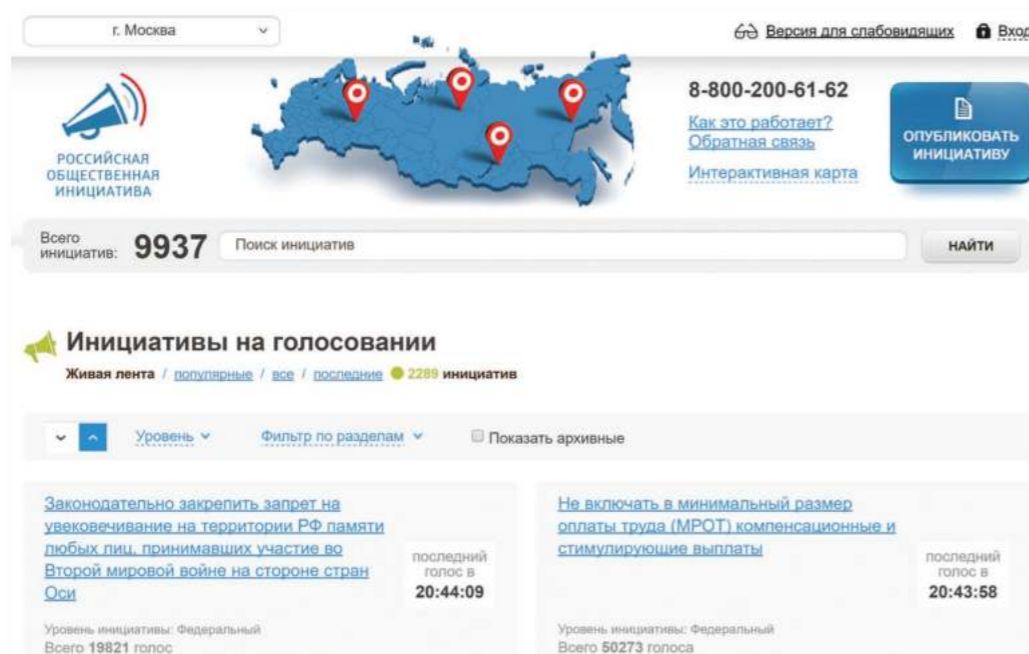 г. Москва
Версия для слабовидящих
Вход
РОССИЙСКАЯ
ОБЩЕСТВЕННАЯ
ИНИЦИАТИВА
8-800-200-61-62
Как это работает?
Обратная связь
Интерактивная карта
ОПУБЛИКОВАТЬ
ИНИЦИАТИВУ
Всего
инициатив:
9937
Поиск инициатив
НАЙТИ
Инициативы на голосовании
Живая лента / популярные / все / последние 2289 инициатив
Уровень
Фильтр по разделам
Показать архивные
Законодательно закрепить запрет на
увековечивание на территории РФ памяти
любых лиц, принимавших участие во
Второй мировой войне на стороне стран
Оси
последний
голос в
20:44:09
Уровень инициативы: Федеральный
Всего 19821 голос
Не включать в минимальный размер
оплаты труда (МРОТ) компенсационные и
стимулирующие выплаты
последний
голос в
20:43:58
Уровень инициативы: Федеральный
Всего 50273 голоса